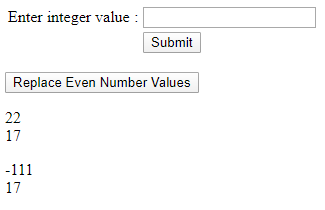 Enter integer value :
Submit
Replace Even Number Values
22
17
-111
17